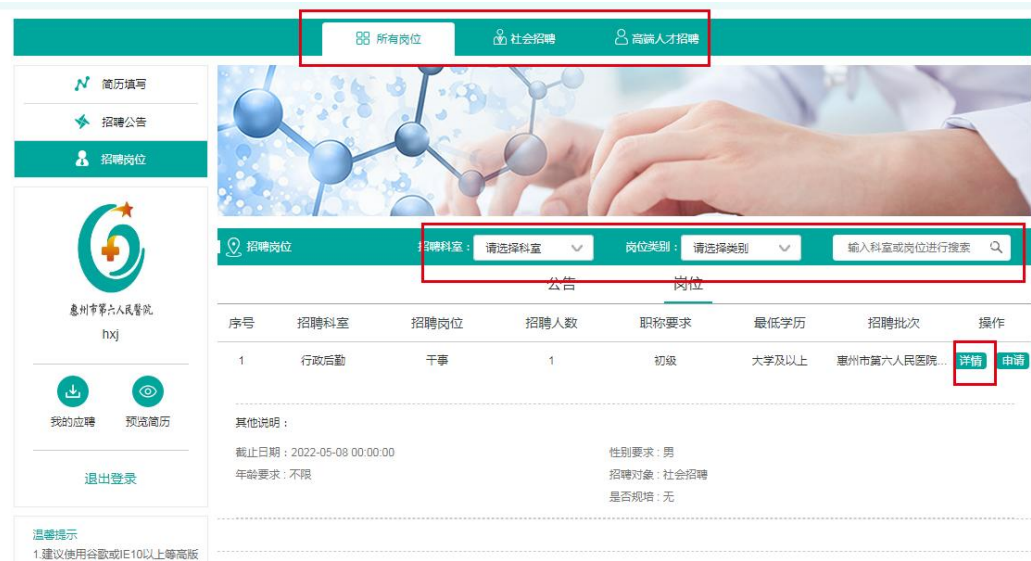 所有岗位 社会招聘 高端人才招聘
简历填写
招聘公告
招聘岗位
惠州市第六人民醫院
hxj
我的应聘 预览简历
退出登录
温馨提示
1.建议使用谷歌或IE10以上等高版
招聘岗位 招聘科室： 请选择科室 岗位类别： 请选择类别 输入科室或岗位进行搜索
公告 岗位
序号 招聘科室 招聘岗位 招聘人数 职称要求 最低学历 招聘批次 操作
1 行政后勤 干事 1 初级 大学及以上 惠州市第六人民医院... 详情 申请
其他说明：
截止日期：2022-05-08 00:00:00 性别要求：男
年龄要求：不限 招聘对象：社会招聘
是否规培：无